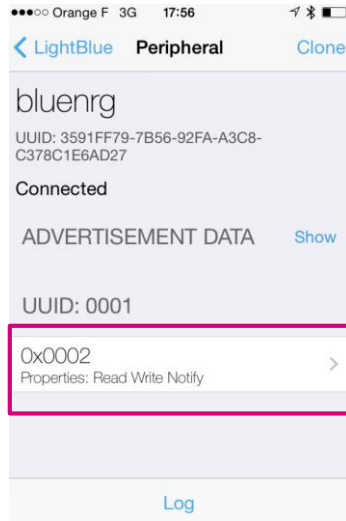 Orange F 3G 17:56
LightBlue Peripheral Clone
bluenrg
UUID: 3591FF79-7B56-92FA-A3C8-
C378C1E6AD27
Connected
ADVERTISEMENT DATA Show
UUID: 0001
0x0002
Properties: Read Write Notify
Log